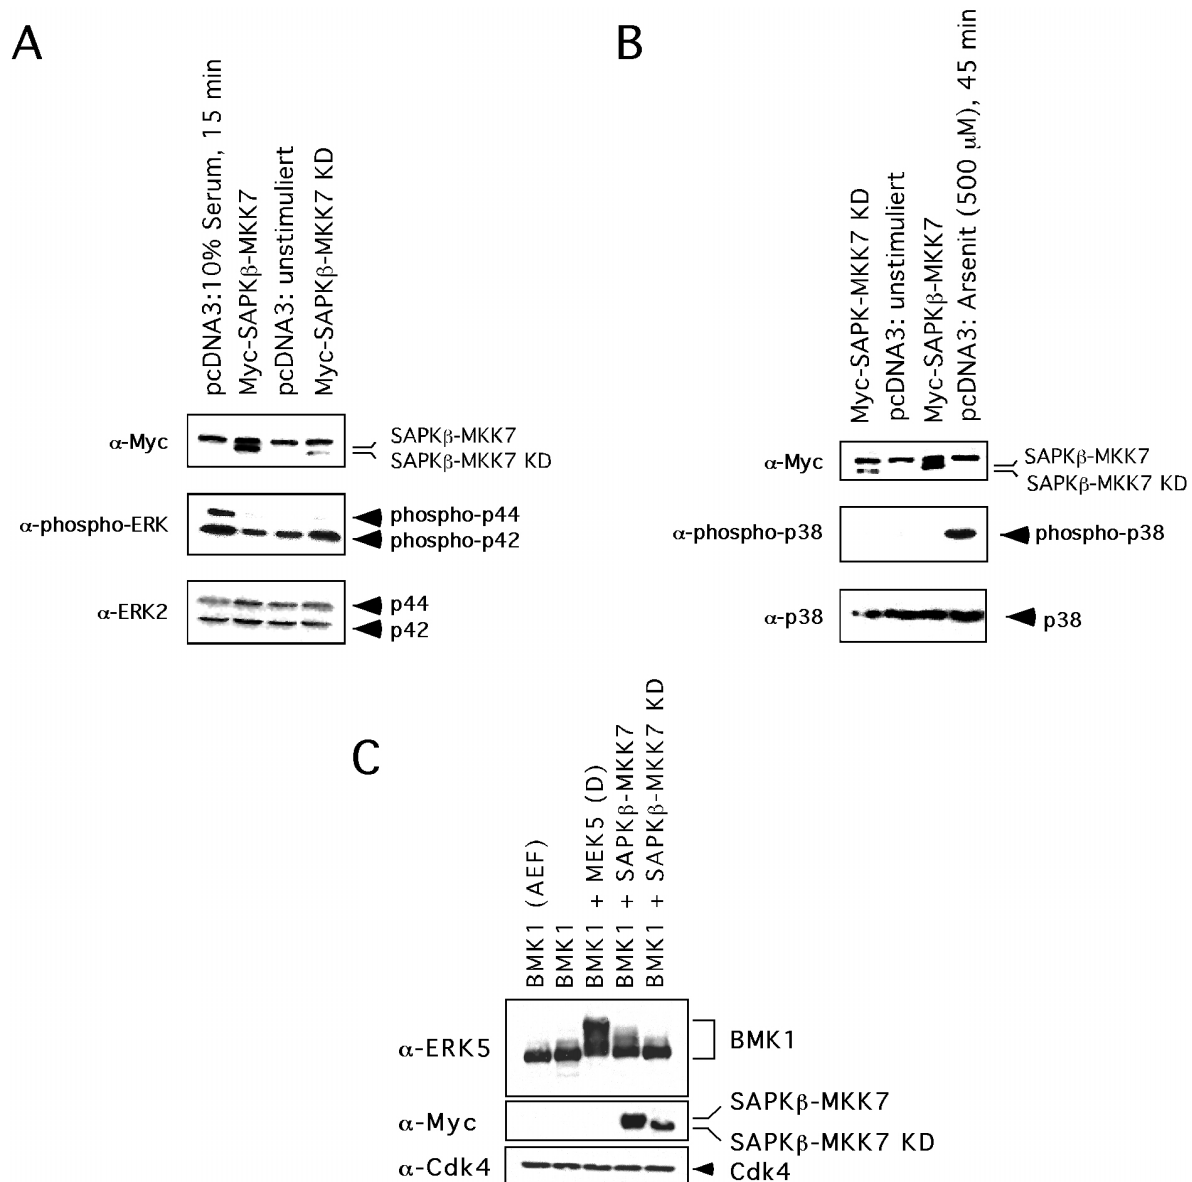 A
pcDNA3:10% Serum, 15 min
Myc-SAPKβ-MKK7
pcDNA3: unstimuliert
Myc-SAPKβ-MKK7 KD
α-Myc
SAPKβ-MKK7
SAPKβ-MKK7 KD
α-phospho-ERK
phospho-p44
phospho-p42
α-ERK2
p44
p42
B
Myc-SAPK-MKK7 KD
pcDNA3: unstimuliert
Myc-SAPKβ-MKK7
pcDNA3: Arsenit (500 μM), 45 min
α-Myc
SAPKβ-MKK7
SAPKβ-MKK7 KD
α-phospho-p38
phospho-p38
α-p38
p38
C
BMK1 (AEF)
BMK1
BMK1 + MEK5 (D)
BMK1 + SAPKβ-MKK7
BMK1 + SAPKβ-MKK7 KD
α-ERK5
BMK1
α-Myc
SAPKβ-MKK7
SAPKβ-MKK7 KD
α-Cdk4
Cdk4